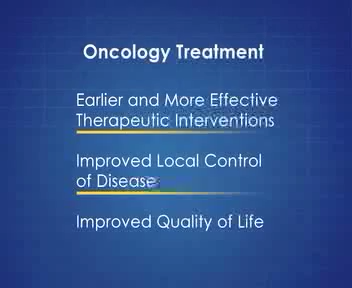 Oncology Treatment
Earlier and More Effective
Therapeutic Interventions
Improved Local Control
of Disease
Improved Quality of Life